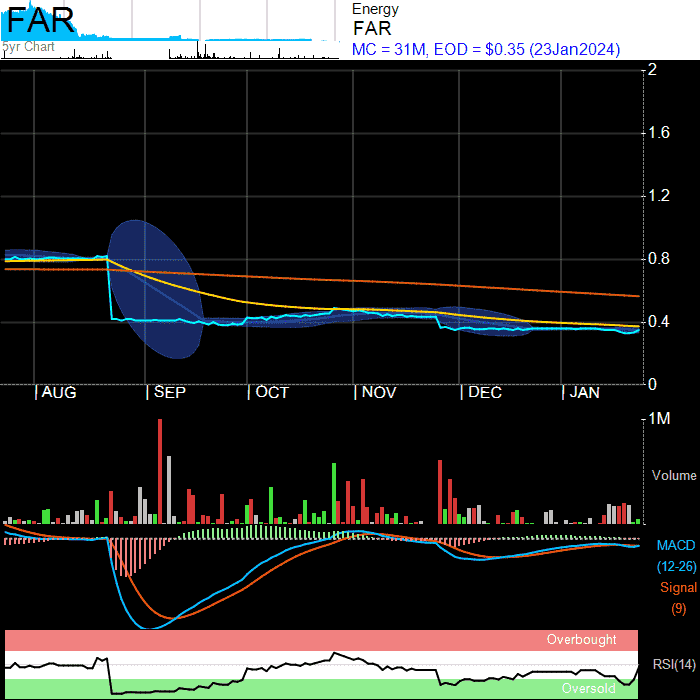 FAR
5yr Chart
Energy
FAR
MC = 31M, EOD = $0.35 (23Jan2024)
2
1.6
1.2
0.8
0.4
0
| AUG | SEP | OCT | NOV | DEC | JAN
1M
Volume
MACD
(12-26)
Signal
(9)
Overbought
RSI(14)
Oversold